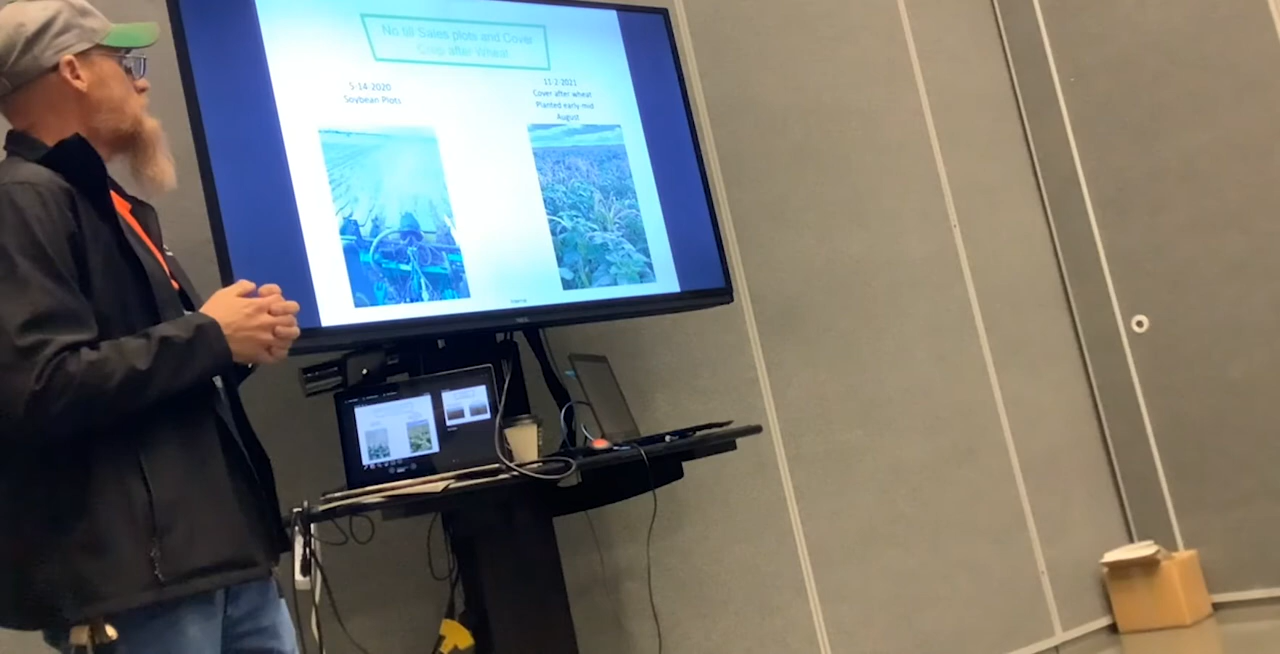 No till Sales plots and Cover
Crop after Wheat
5-14-2020
Soybean Plots
11-2-2021
Cover after wheat
Planted early-mid
August
NEC